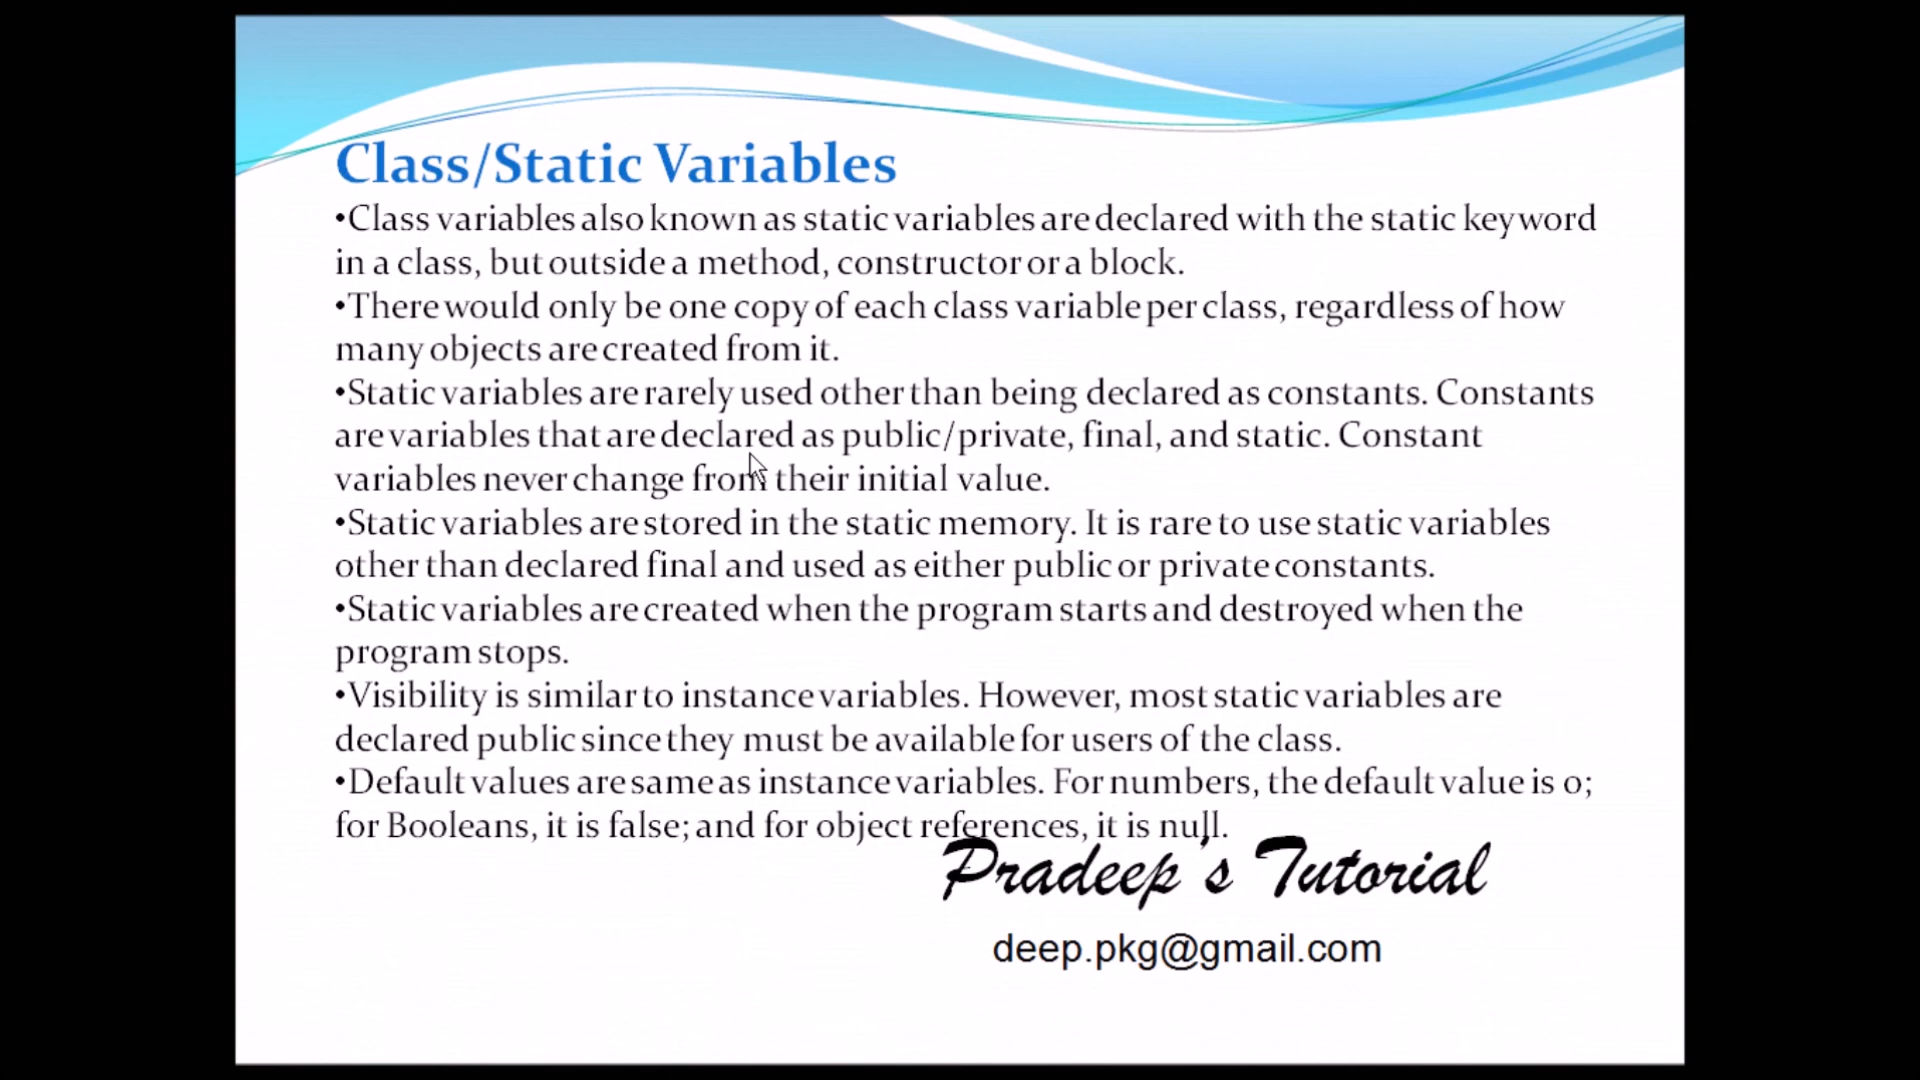 Class/Static Variables
•Class variables also known as static variables are declared with the static keyword
in a class, but outside a method, constructor or a block.
•There would only be one copy of each class variable per class, regardless of how
many objects are created from it.
•Static variables are rarely used other than being declared as constants. Constants
are variables that are declared as public/private, final, and static. Constant
variables never change from their initial value.
•Static variables are stored in the static memory. It is rare to use static variables
other than declared final and used as either public or private constants.
•Static variables are created when the program starts and destroyed when the
program stops.
•Visibility is similar to instance variables. However, most static variables are
declared public since they must be available for users of the class.
•Default values are same as instance variables. For numbers, the default value is 0;
for Booleans, it is false; and for object references, it is null.
Pradeep's Tutorial
deep.pkg@gmail.com